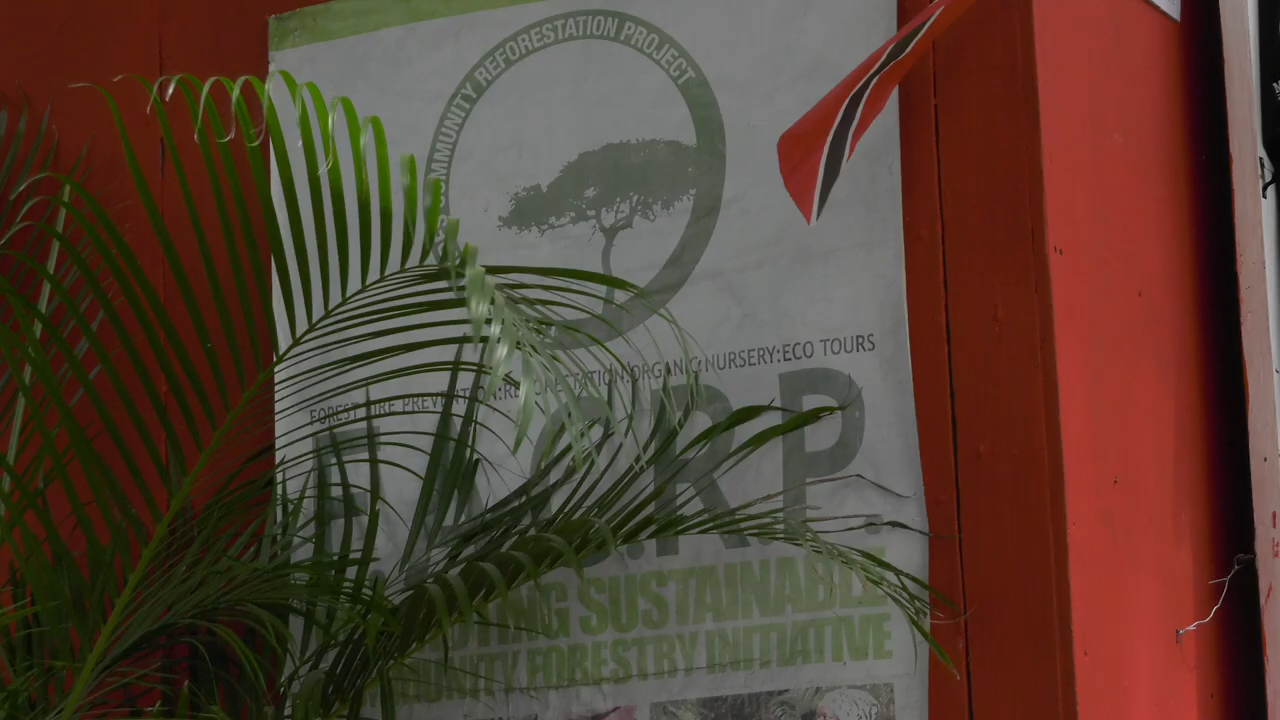 COMMUNITY REFORESTATION PROJECT
FOREST FIRE PREVENTION:REFORESTATION:ORGANIC NURSERY:ECO TOURS
F. .C.R.P.
SUSTAINABLE
FORESTRY INITIATIVE